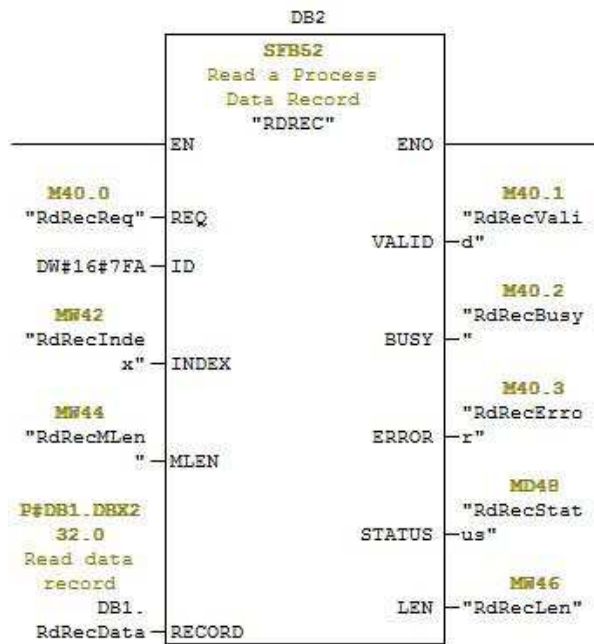 DB2
SFB52
Read a Process
Data Record
"RDREC"
EN ENO
M40.0
"RdRecReq" REQ
M40.1
"RdRecVali
VALID d"
DW#16#7FA ID
M40.2
"RdRecBusy
BUSY "
MW42
"RdRecInde
x" INDEX
M40.3
"RdRecErro
ERROR r"
MW44
"RdRecMLen
" MLEN
MD48
"RdRecStat
STATUS us"
P#DB1.DBX2
32.0
Read data
record
DB1.
RdRecData RECORD
MW46
LEN "RdRecLen"